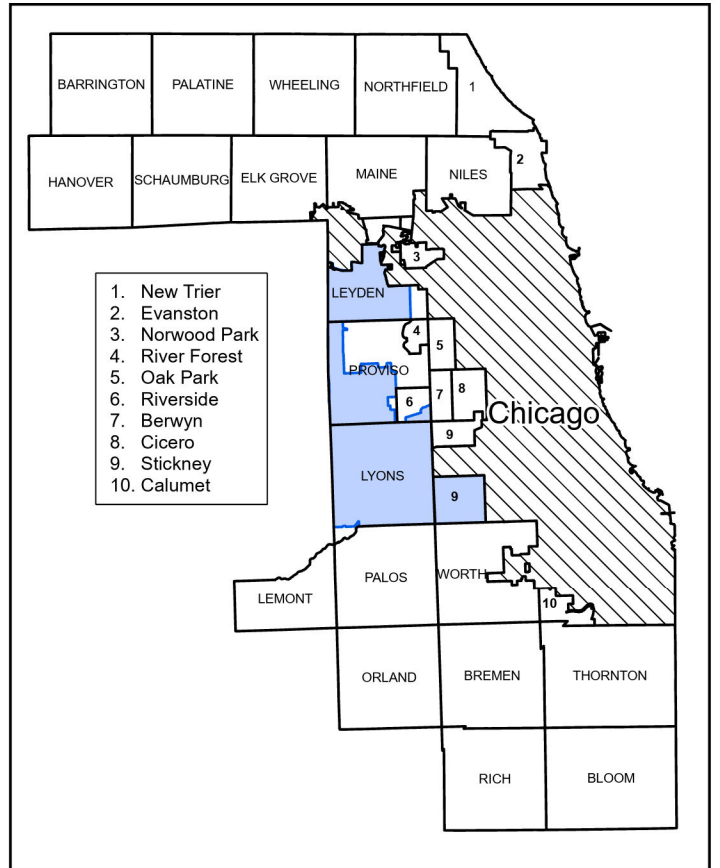 BARRINGTON PALATINE WHEELING NORTHFIELD 1
HANOVER SCHAUMBURG ELK GROVE MAINE NILES 2
3
LEYDEN
1. New Trier
2. Evanston
3. Norwood Park
4. River Forest
5. Oak Park
6. Riverside
7. Berwyn
8. Cicero
9. Stickney
10. Calumet
4
5
PROVISO
6 7 8
Chicago
9
LYONS
9
PALOS WORTH
LEMONT
10
ORLAND BREMEN THORNTON
RICH BLOOM